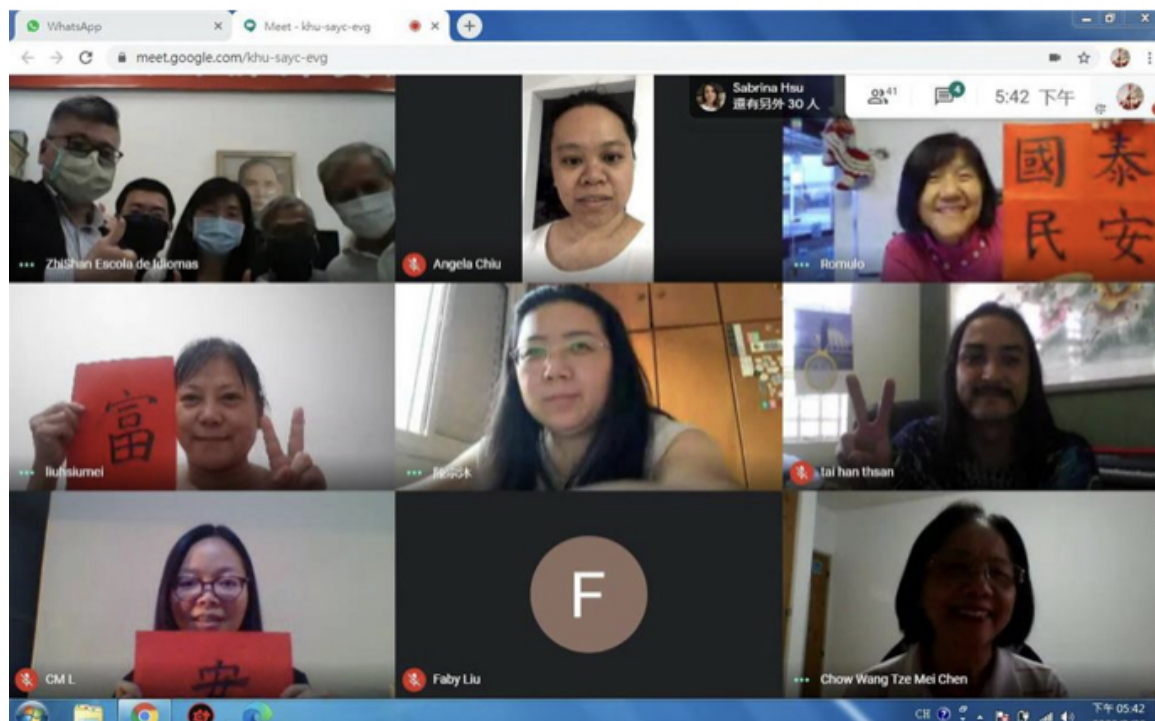 WhatsApp
Meet - khu-sayc-evg
meet.google.com/khu-sayc-evg
Sabrina Hsu
還有另外 30 人
41
4
5:42 下午
你
ZhiShan Escola de Idiomas
Angela Chiu
國泰
民安
Romulo
富
liuhsiumei
tai han thsan
安
CM L
F
Faby Liu
Chow Wang Tze Mei Chen
CH
下午 05:42